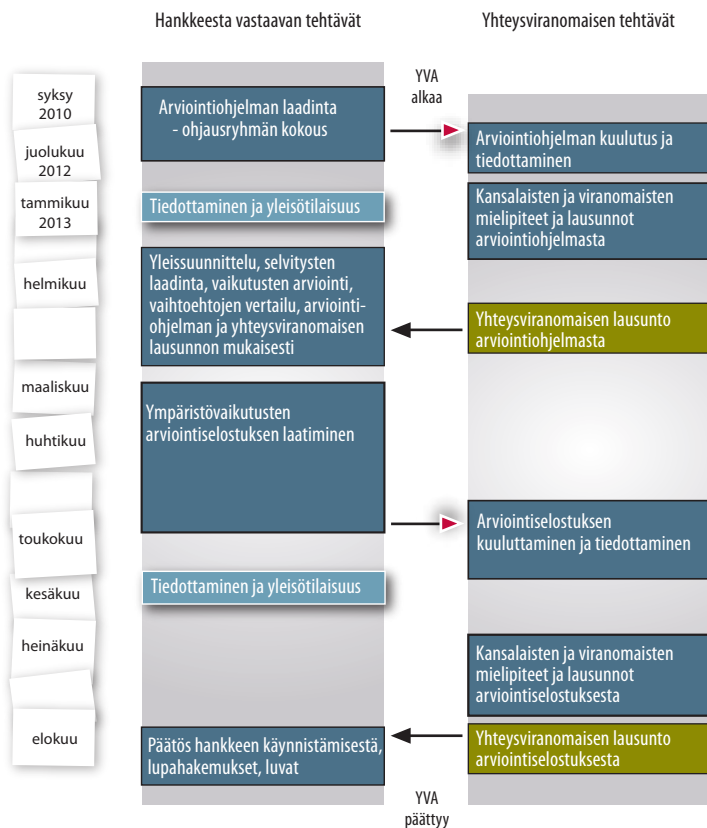 Hankkeesta vastaavan tehtävät
Yhteysviranomaisen tehtävät
YVA
alkaa
syksy
2010
juolukuu
2012
tammikuu
2013
helmikuu
maaliskuu
huhtikuu
toukokuu
kesäkuu
heinäkuu
elokuu
Arviointiohjelman laadinta
- ohjausryhmän kokous
Tiedottaminen ja yleisötilaisuus
Yleissuunnittelu, selvitysten
laadinta, vaikutusten arviointi,
vaihtoehtojen vertailu, arviointi-
ohjelman ja yhteysviranomaisen
lausunnon mukaisesti
Ympäristövaikutusten
arviointiselostuksen laatiminen
Tiedottaminen ja yleisötilaisuus
Päätös hankkeen käynnistämisestä,
lupahakemukset, luvat
Arviointiohjelman kuulutus ja
tiedottaminen
Kansalaisten ja viranomaisten
mielipiteet ja lausunnot
arviointiohjelmasta
Yhteysviranomaisen lausunto
arviointiohjelmasta
Arviointiselostuksen
kuuluttaminen ja tiedottaminen
Kansalaisten ja viranomaisten
mielipiteet ja lausunnot
arviointiselostuksesta
Yhteysviranomaisen lausunto
arviointiselostuksesta
YVA
päättyy